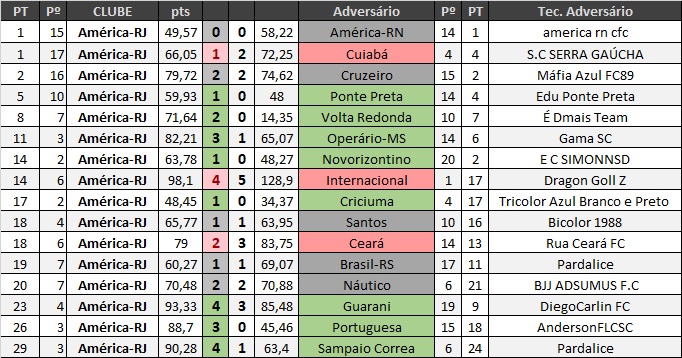 PT Pº CLUBE pts Adversário Pº PT Tec. Adversário
1 15 América-RJ 49,57 0 0 58,22 América-RN 14 1 america rn cfc
1 17 América-RJ 66,05 1 2 72,25 Cuiabá 4 4 S.C SERRA GAÚCHA
2 16 América-RJ 79,72 2 2 74,62 Cruzeiro 15 2 Máfia Azul FC89
5 10 América-RJ 59,93 1 0 48 Ponte Preta 14 4 Edu Ponte Preta
8 7 América-RJ 71,64 2 0 14,35 Volta Redonda 10 7 É Dmais Team
11 3 América-RJ 82,21 3 1 65,07 Operário-MS 14 6 Gama SC
14 2 América-RJ 63,78 1 0 48,27 Novorizontino 20 2 E C SIMONNSD
14 6 América-RJ 98,1 4 5 128,9 Internacional 1 17 Dragon Goll Z
17 2 América-RJ 48,45 1 0 34,37 Criciuma 4 17 Tricolor Azul Branco e Preto
18 4 América-RJ 65,77 1 1 63,95 Santos 10 16 Bicolor 1988
18 6 América-RJ 79 2 3 83,75 Ceará 14 13 Rua Ceará FC
19 7 América-RJ 60,27 1 1 69,07 Brasil-RS 17 11 Pardalice
20 7 América-RJ 70,48 2 2 70,88 Náutico 6 21 BJJ ADSUMUS F.C
23 4 América-RJ 93,33 4 3 85,48 Guarani 19 9 DiegoCarlin FC
26 3 América-RJ 88,7 3 0 45,46 Portuguesa 15 18 AndersonFLCSC
29 3 América-RJ 90,28 4 1 63,4 Sampaio Correa 6 24 Pardalice